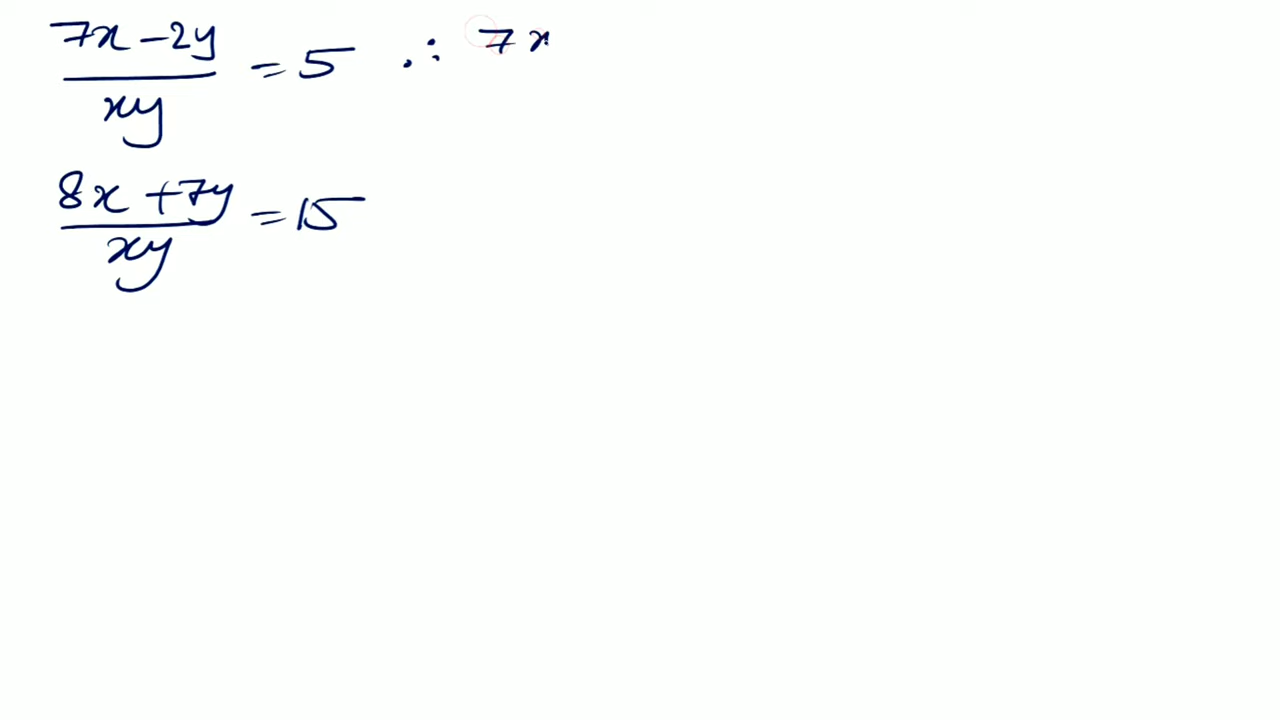 (7x - 2y)/xy = 5 ∴ 7x
(8x + 7y)/xy = 15